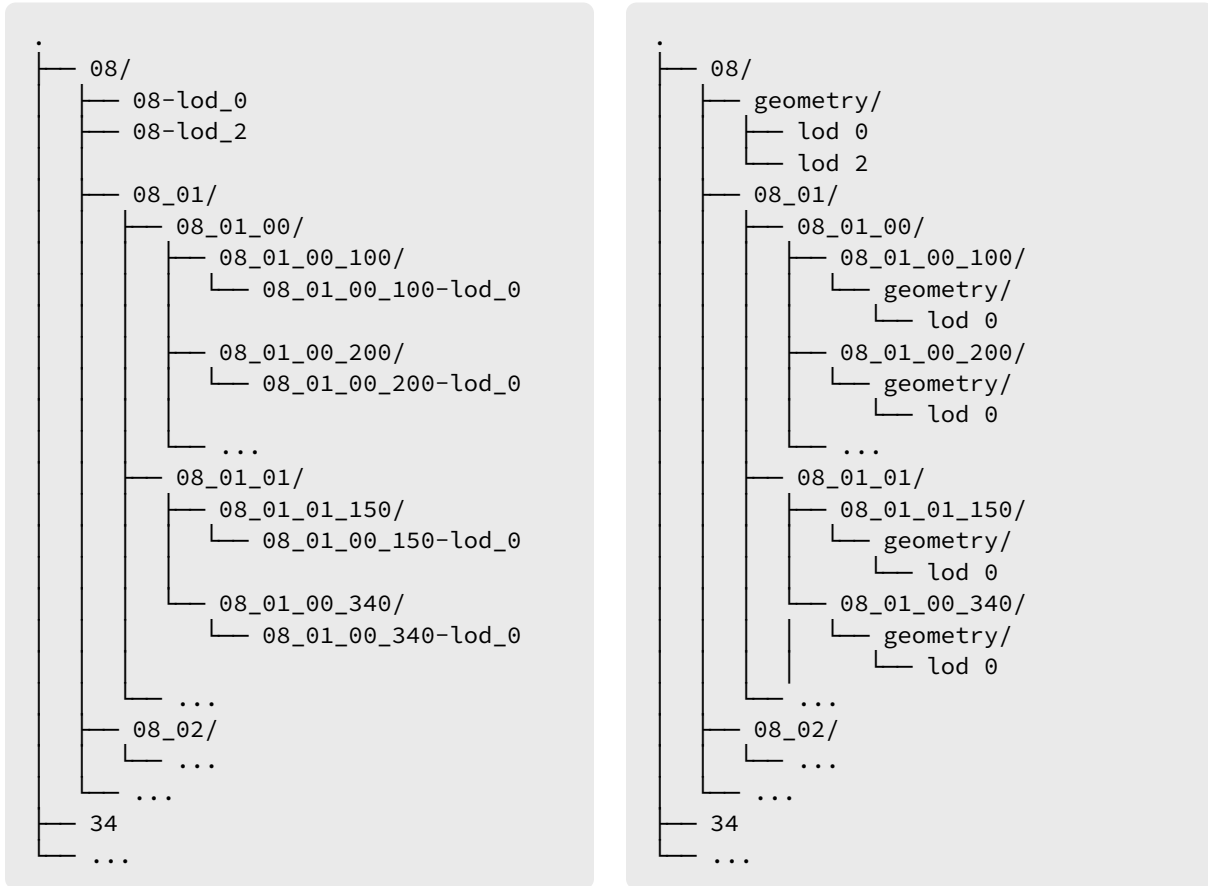 .
├── 08/
│   ├── 08-lod_0
│   ├── 08-lod_2
│   │
│   ├── 08_01/
│   │   ├── 08_01_00/
│   │   │   ├── 08_01_00_100/
│   │   │   │   └── 08_01_00_100-lod_0
│   │   │   │
│   │   │   ├── 08_01_00_200/
│   │   │   │   └── 08_01_00_200-lod_0
│   │   │   │
│   │   │   └── ...
│   │   ├── 08_01_01/
│   │   │   ├── 08_01_01_150/
│   │   │   │   └── 08_01_00_150-lod_0
│   │   │   │
│   │   │   └── 08_01_00_340/
│   │   │       └── 08_01_00_340-lod_0
│   │   │
│   │   └── ...
│   ├── 08_02/
│   │   └── ...
│   └── ...
├── 34
└── ...
.
├── 08/
│   ├── geometry/
│   │   ├── lod 0
│   │   └── lod 2
│   ├── 08_01/
│   │   ├── 08_01_00/
│   │   │   ├── 08_01_00_100/
│   │   │   │   └── geometry/
│   │   │   │       └── lod 0
│   │   │   ├── 08_01_00_200/
│   │   │   │   └── geometry/
│   │   │   │       └── lod 0
│   │   │   └── ...
│   │   ├── 08_01_01/
│   │   │   ├── 08_01_01_150/
│   │   │   │   └── geometry/
│   │   │   │       └── lod 0
│   │   │   └── 08_01_00_340/
│   │   │   │   └── geometry/
│   │   │   │       └── lod 0
│   │   └── ...
│   ├── 08_02/
│   │   └── ...
│   └── ...
├── 34
└── ...